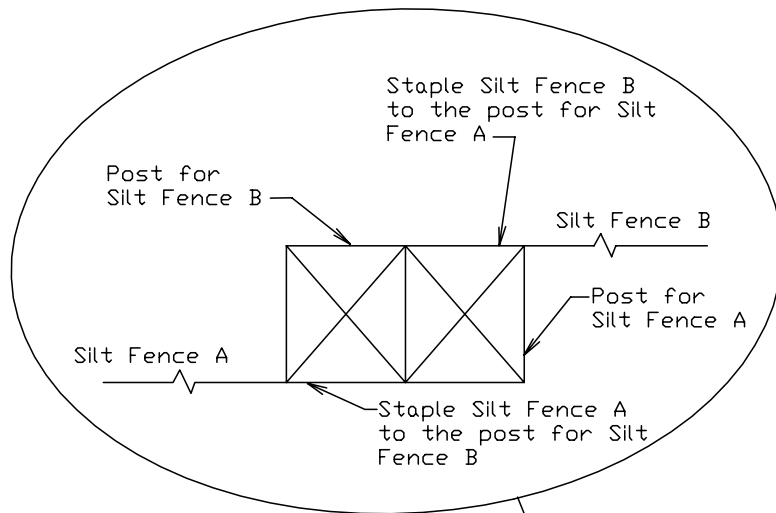 Staple Silt Fence B
to the post for Silt
Fence A
Post for
Silt Fence B
Silt Fence B
Post for
Silt Fence A
Silt Fence A
Staple Silt Fence A
to the post for Silt
Fence B